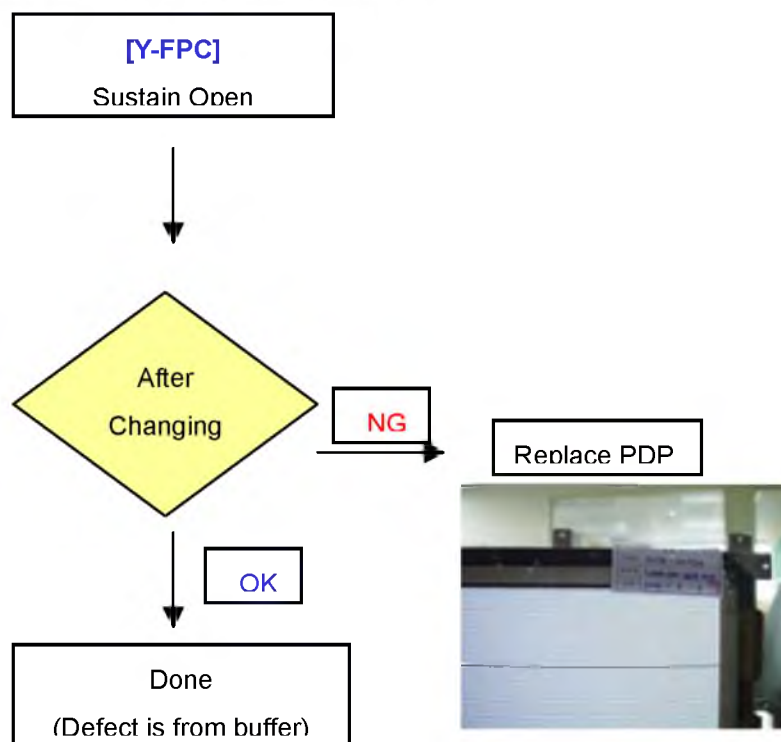 [Y-FPC]
Sustain Open
After
Changing
NG
Replace PDP
OK
Done
(Defect is from buffer)